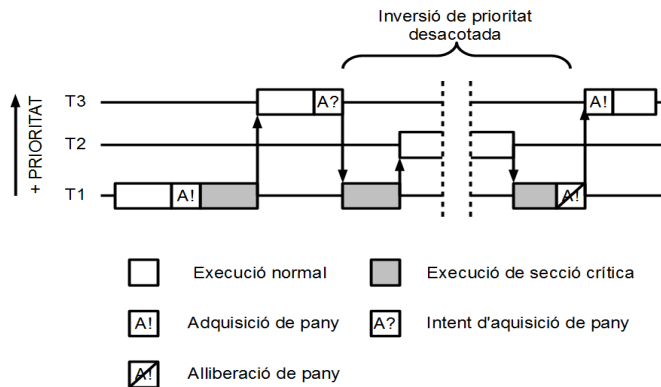 Inversió de prioritat
desacotada
+ PRIORITAT
T3
A?
A!
T2
T1
A!
A!
Execució normal
Execució de secció crítica
A!
Adquisició de pany
A?
Intent d'aquisició de pany
A!
Alliberació de pany